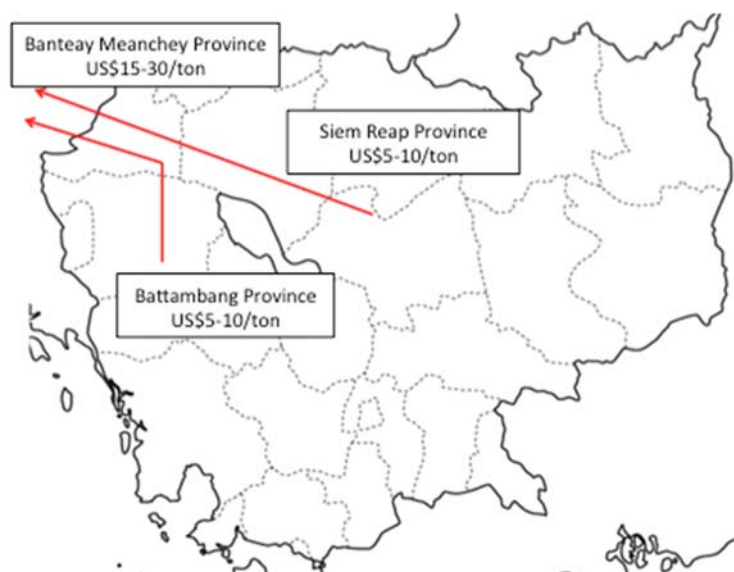 Banteay Meanchey Province
US$15-30/ton
Siem Reap Province
US$5-10/ton
Battambang Province
US$5-10/ton